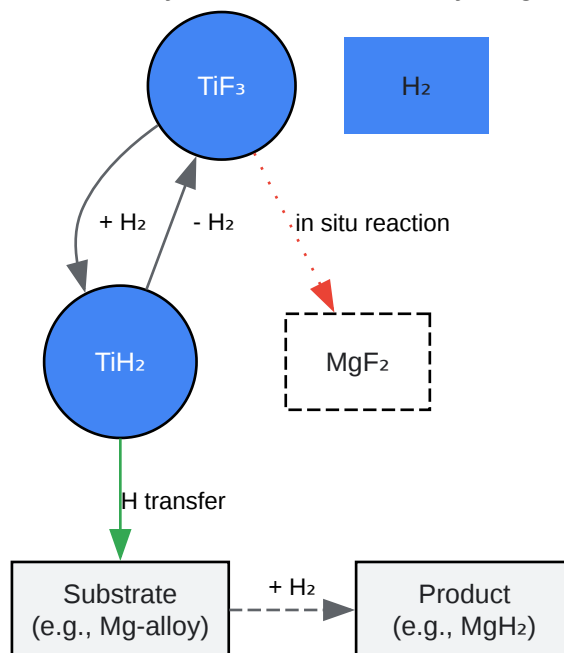 TiF₃
H₂
+ H₂
- H₂
in situ reaction
TiH₂
MgF₂
H transfer
Substrate
(e.g., Mg-alloy)
+ H₂
Product
(e.g., MgH₂)